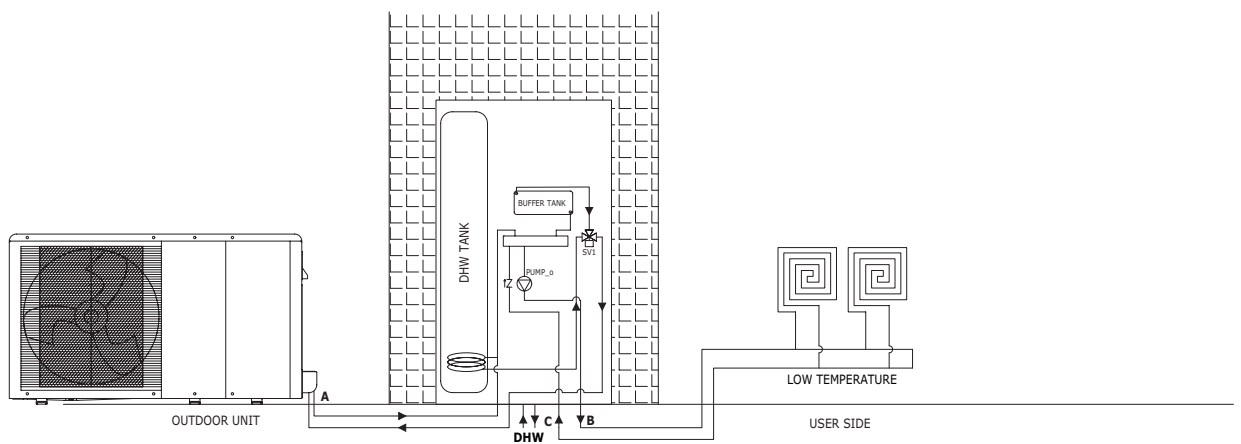 DHW TANK
BUFFER TANK
SV1
PUMP_o
A
LOW TEMPERATURE
OUTDOOR UNIT
C
B
USER SIDE
DHW